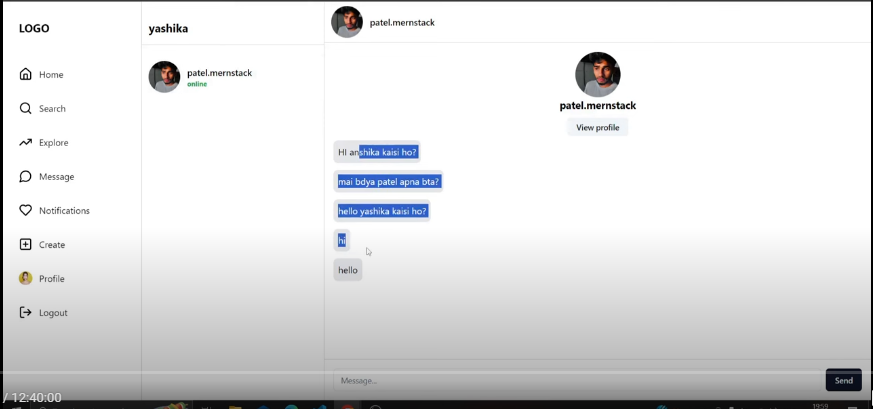 LOGO
Home
Search
Explore
Message
Notifications
Create
Profile
Logout
yashika
patel.mernstack
online
patel.mernstack
patel.mernstack
View profile
HI anshika kaisi ho?
mai bdya patel apna bta?
hello yashika kaisi ho?
hi
hello
Message...
Send
/ 12:40:00
19:59